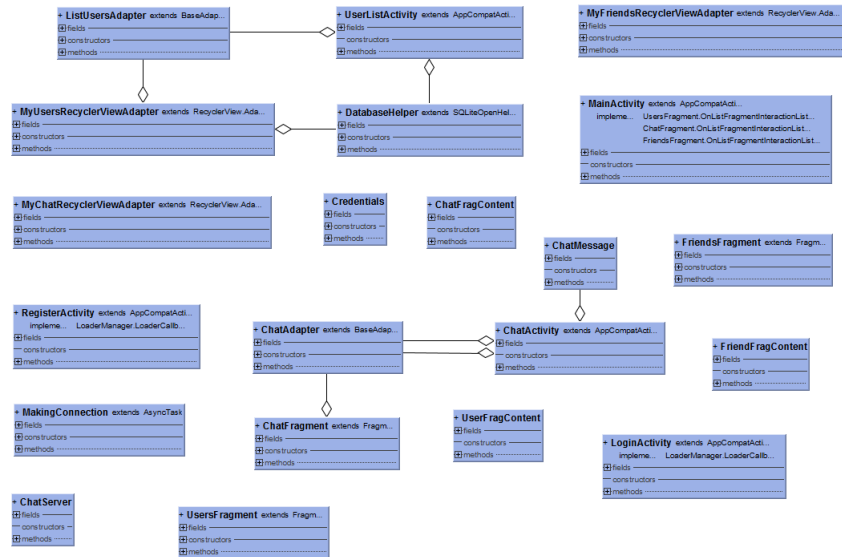 + ListUsersAdapter extends BaseAdap...
fields
constructors
methods
+ UserListActivity extends AppCompatActi...
fields
constructors
methods
+ MyFriendsRecyclerViewAdapter extends RecyclerView.Ada...
fields
constructors
methods
+ MyUsersRecyclerViewAdapter extends RecyclerView.Ada...
fields
constructors
methods
+ DatabaseHelper extends SQLiteOpenHel...
fields
constructors
methods
+ MainActivity extends AppCompatActi...
impleme... UsersFragment.OnListFragmentInteractionList...
ChatFragment.OnListFragmentInteractionList...
FriendsFragment.OnListFragmentInteractionList...
fields
constructors
methods
+ MyChatRecyclerViewAdapter extends RecyclerView.Ada...
fields
constructors
methods
+ Credentials
fields
constructors
methods
+ ChatFragContent
fields
constructors
methods
+ ChatMessage
fields
constructors
methods
+ FriendsFragment extends Fragm...
fields
constructors
methods
+ RegisterActivity extends AppCompatActi...
impleme... LoaderManager.LoaderCallb...
fields
constructors
methods
+ ChatAdapter extends BaseAdap...
fields
constructors
methods
+ ChatActivity extends AppCompatActi...
fields
constructors
methods
+ FriendFragContent
fields
constructors
methods
+ MakingConnection extends AsyncTask
fields
constructors
methods
+ ChatFragment extends Fragm...
fields
constructors
methods
+ UserFragContent
fields
constructors
methods
+ LoginActivity extends AppCompatActi...
impleme... LoaderManager.LoaderCallb...
fields
constructors
methods
+ ChatServer
fields
constructors
methods
+ UsersFragment extends Fragm...
fields
constructors
methods